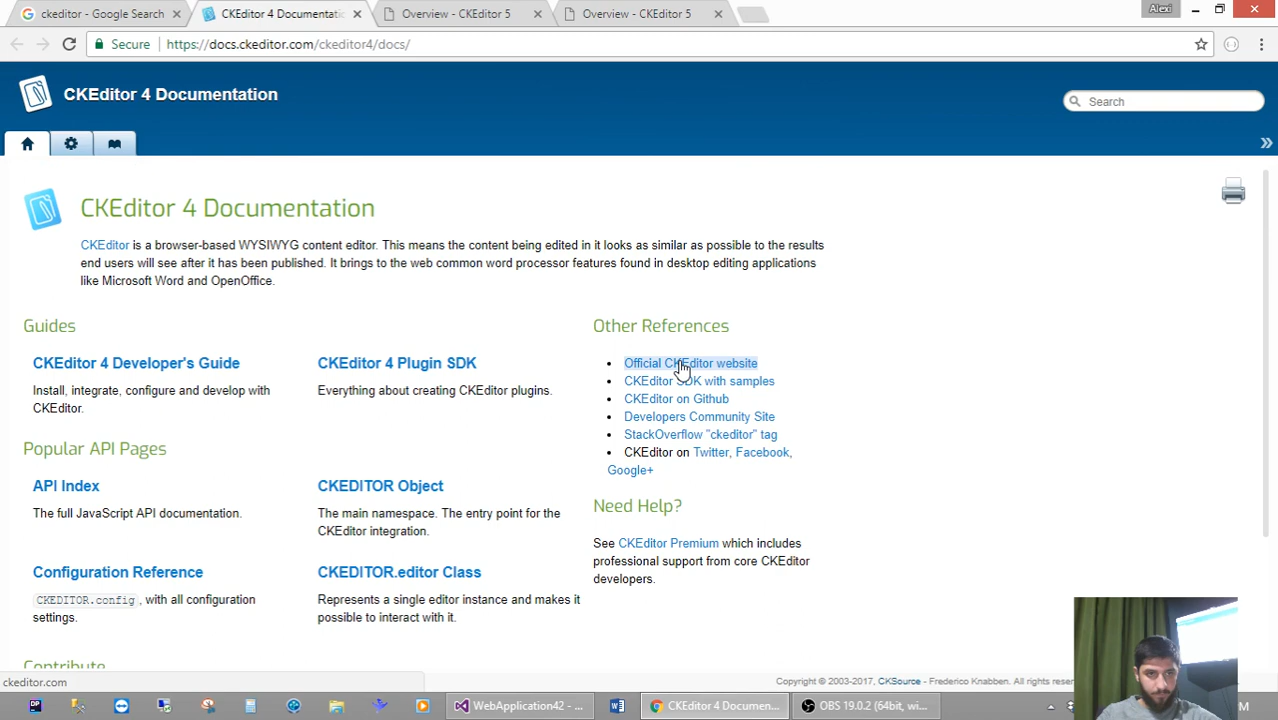 ckeditor - Google Search
CKEditor 4 Documentatio
Overview - CKEditor 5
Overview - CKEditor 5
Alexi
Secure
https://docs.ckeditor.com/ckeditor4/docs/
CKEditor 4 Documentation
Search
CKEditor 4 Documentation
CKEditor is a browser-based WYSIWYG content editor. This means the content being edited in it looks as similar as possible to the results
end users will see after it has been published. It brings to the web common word processor features found in desktop editing applications
like Microsoft Word and OpenOffice.
Guides
CKEditor 4 Developer's Guide
Install, integrate, configure and develop with
CKEditor.
CKEditor 4 Plugin SDK
Everything about creating CKEditor plugins.
Popular API Pages
API Index
The full JavaScript API documentation.
CKEDITOR Object
The main namespace. The entry point for the
CKEditor integration.
Configuration Reference
CKEDITOR.config, with all configuration
settings.
CKEDITOR.editor Class
Represents a single editor instance and makes it
possible to interact with it.
Contribute
Other References
• Official CKEditor website
• CKEditor SDK with samples
• CKEditor on Github
• Developers Community Site
• StackOverflow "ckeditor" tag
• CKEditor on Twitter, Facebook,
Google+
Need Help?
See CKEditor Premium which includes
professional support from core CKEditor
developers.
ckeditor.com
Copyright © 2003-2017, CKSource - Frederico Knabben. All rights
WebApplication42 - ...
CKEditor 4 Documen...
OBS 19.0.2 (64bit, wi...